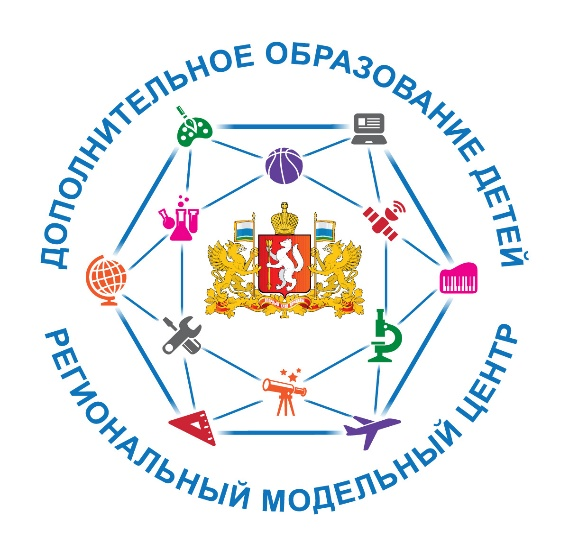 ДОПОЛНИТЕЛЬНОЕ ОБРАЗОВАНИЕ ДЕТЕЙ
РЕГИОНАЛЬНЫЙ МОДЕЛЬНЫЙ ЦЕНТР